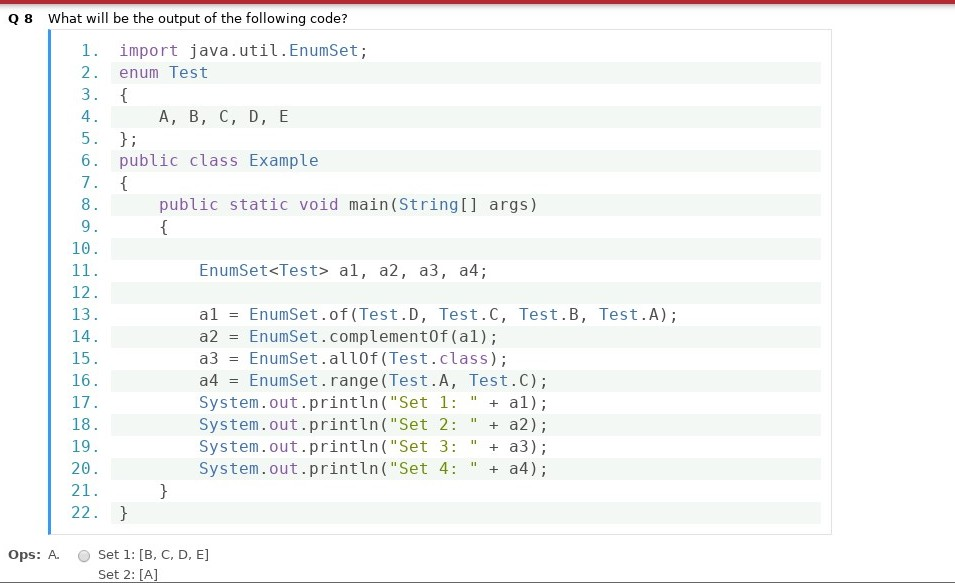 Q 8 What will be the output of the following code?
1. import java.util.EnumSet;
2. enum Test
3. {
4.     A, B, C, D, E
5. };
6. public class Example
7. {
8.     public static void main(String[] args)
9.     {
10.
11.         EnumSet<Test> a1, a2, a3, a4;
12.
13.         a1 = EnumSet.of(Test.D, Test.C, Test.B, Test.A);
14.         a2 = EnumSet.complementOf(a1);
15.         a3 = EnumSet.allOf(Test.class);
16.         a4 = EnumSet.range(Test.A, Test.C);
17.         System.out.println("Set 1: " + a1);
18.         System.out.println("Set 2: " + a2);
19.         System.out.println("Set 3: " + a3);
20.         System.out.println("Set 4: " + a4);
21.     }
22. }
Ops: A. Set 1: [B, C, D, E]
Set 2: [A]